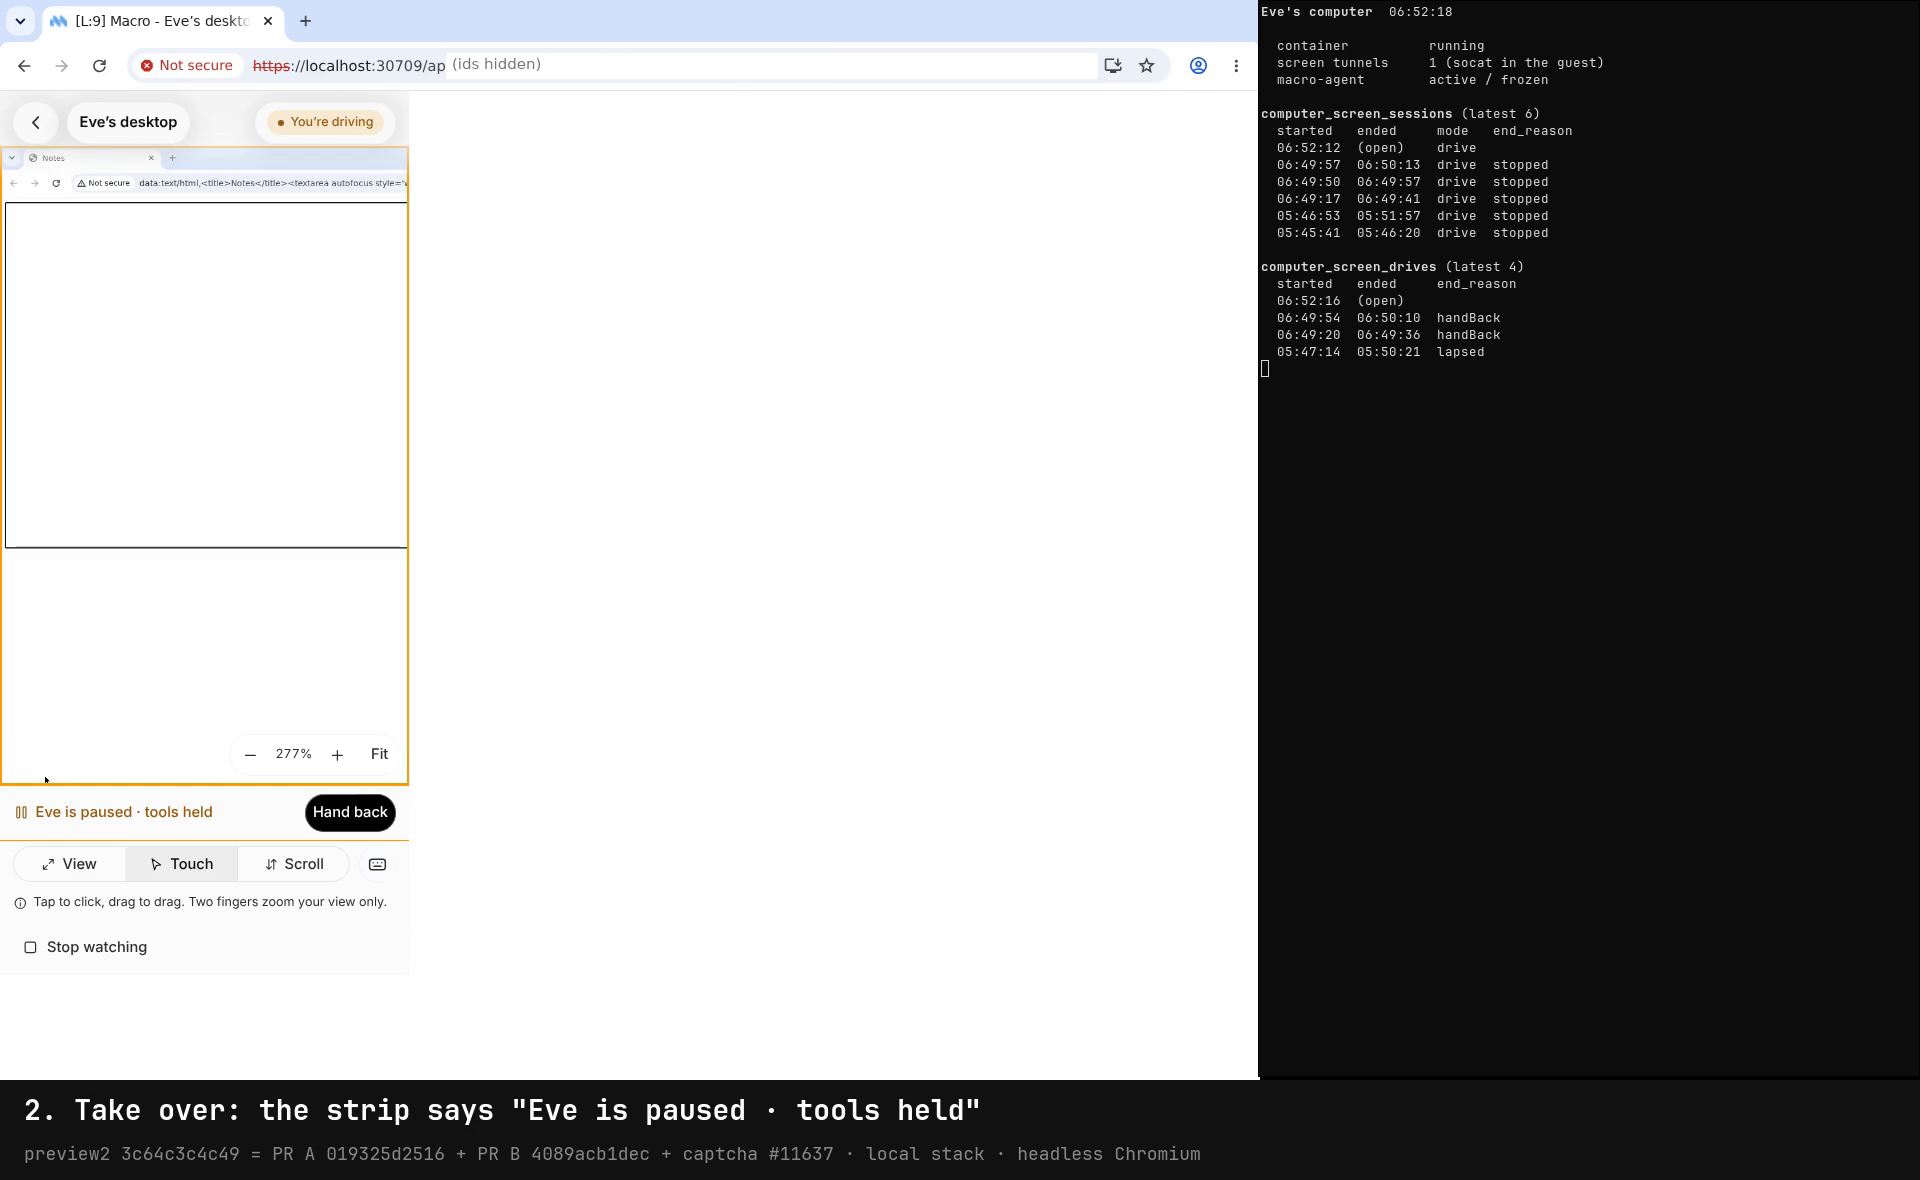 [L:9] Macro - Eve's deskto
Not secure https://localhost:30709/ap (ids hidden)
Eve's desktop
You're driving
Notes
Not secure data:text/html,<title>Notes</title><textarea autofocus style="
277% Fit
Eve is paused · tools held
Hand back
View Touch Scroll
Tap to click, drag to drag. Two fingers zoom your view only.
Stop watching
Eve's computer 06:52:18
container running
screen tunnels 1 (socat in the guest)
macro-agent active / frozen
computer_screen_sessions (latest 6)
started ended mode end_reason
06:52:12 (open) drive
06:49:57 06:50:13 drive stopped
06:49:50 06:49:57 drive stopped
06:49:17 06:49:41 drive stopped
05:46:53 05:51:57 drive stopped
05:45:41 05:46:20 drive stopped
computer_screen_drives (latest 4)
started ended end_reason
06:52:16 (open)
06:49:54 06:50:10 handBack
06:49:20 06:49:36 handBack
05:47:14 05:50:21 lapsed
2. Take over: the strip says "Eve is paused · tools held"
preview2 3c64c3c4c49 = PR A 019325d2516 + PR B 4089acb1dec + captcha #11637 · local stack · headless Chromium